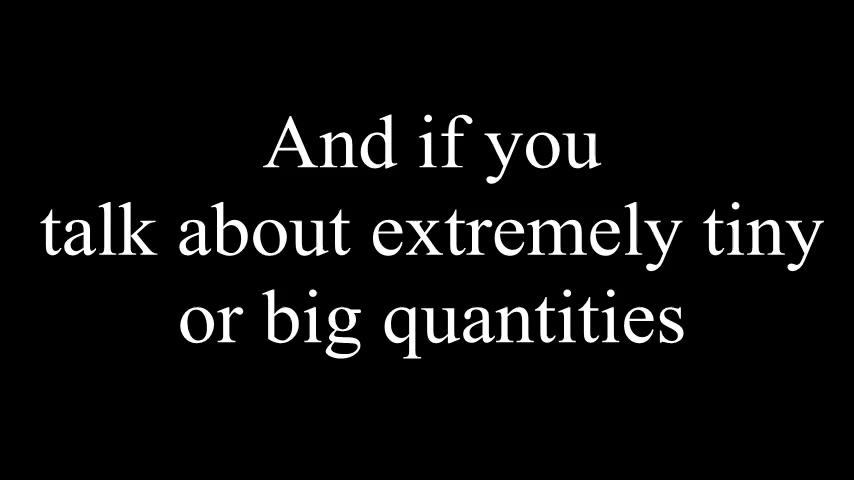 And if you
talk about extremely tiny
or big quantities